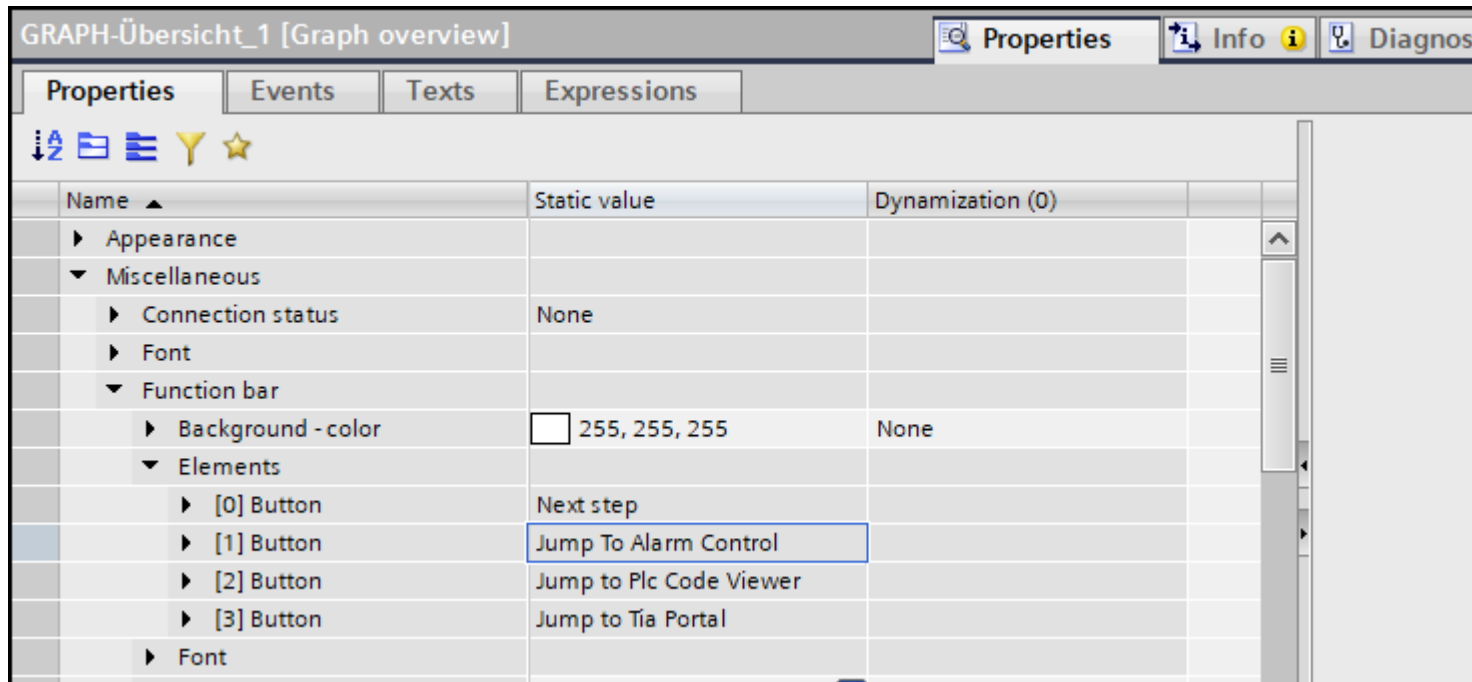 GRAPH-Übersicht_1 [Graph overview] Properties Info Diagnos
Properties Events Texts Expressions
Name Static value Dynamization (0)
Appearance
Miscellaneous
Connection status None
Font
Function bar
Background - color 255, 255, 255 None
Elements
[0] Button Next step
[1] Button Jump To Alarm Control
[2] Button Jump to Plc Code Viewer
[3] Button Jump to Tia Portal
Font